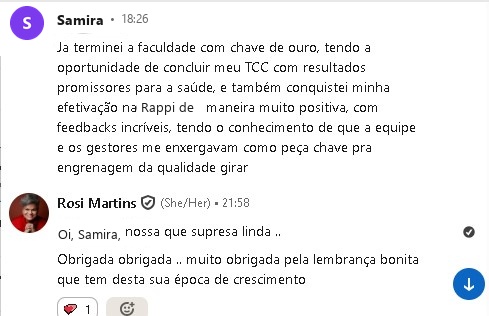 S Samira • 18:26
Ja terminei a faculdade com chave de ouro, tendo a
oportunidade de concluir meu TCC com resultados
promissores para a saúde, e também conquistei minha
efetivação na Rappi de maneira muito positiva, com
feedbacks incríveis, tendo o conhecimento de que a equipe
e os gestores me enxergavam como peça chave pra
engrenagem da qualidade girar
Rosi Martins (She/Her) • 21:58
Oi, Samira, nossa que supresa linda ..
Obrigada obrigada .. muito obrigada pela lembrança bonita
que tem desta sua época de crescimento
1